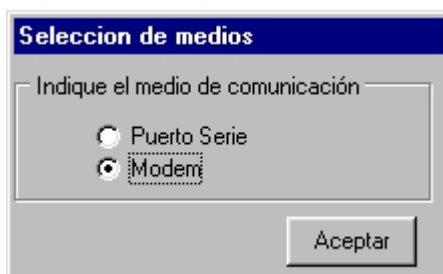 Seleccion de medios
Indique el medio de comunicación
Puerto Serie
Modem
Aceptar